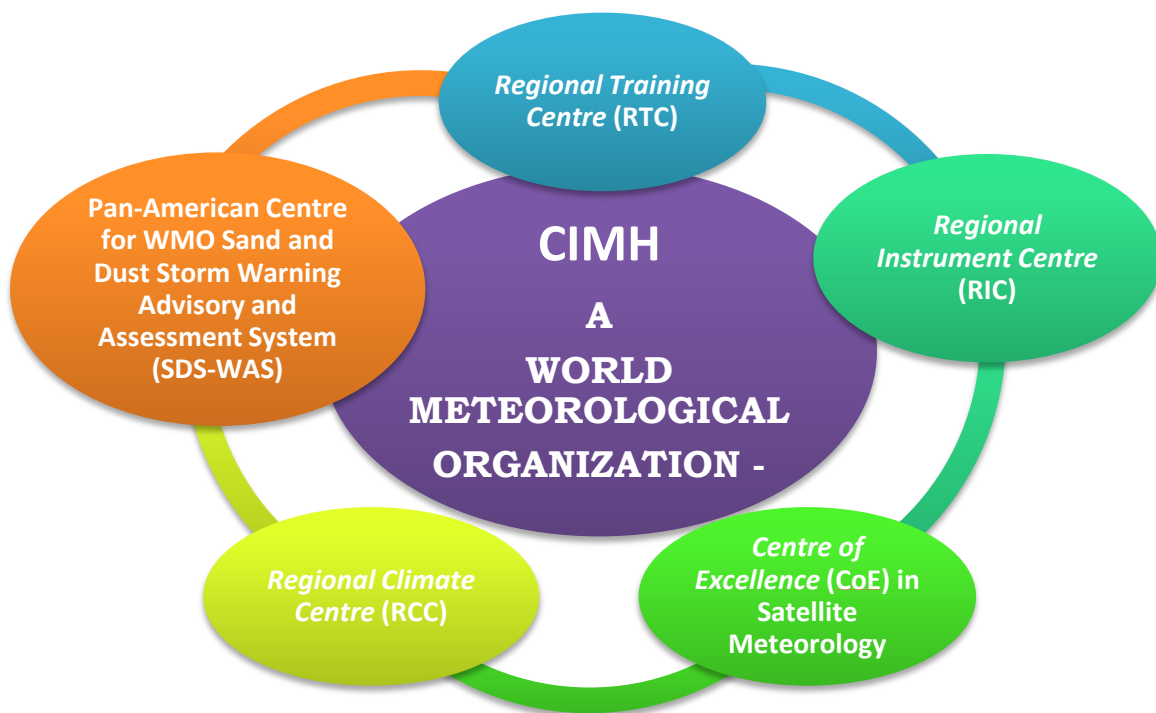 Regional Training
Centre (RTC)
Regional
Instrument Centre
(RIC)
Centre of
Excellence (CoE) in
Satellite
Meteorology
Regional Climate
Centre (RCC)
Pan-American Centre
for WMO Sand and
Dust Storm Warning
Advisory and
Assessment System
(SDS-WAS)
CIMH
A
WORLD
METEOROLOGICAL
ORGANIZATION -